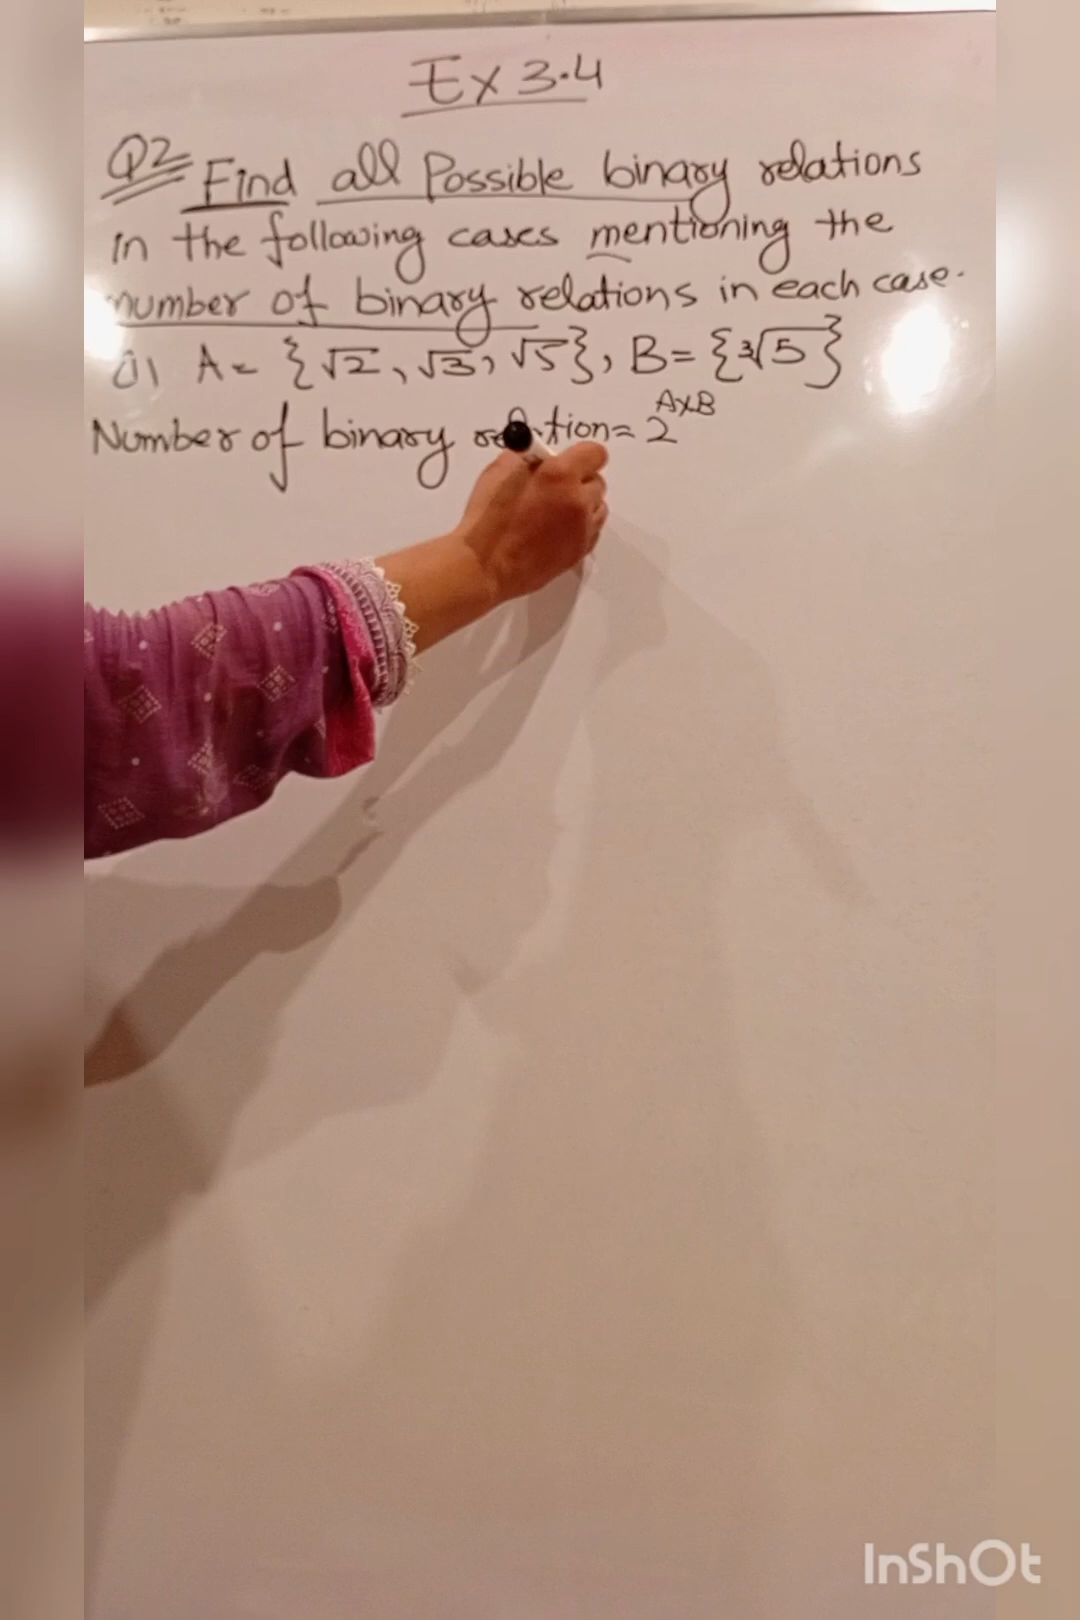 Ex 3.4
Q2 Find all Possible binary relations
in the following cases mentioning the
number of binary relations in each case.
A = {√2, √3, √5}, B = {∛5}
Number of binary = 2^AxB
InShOt